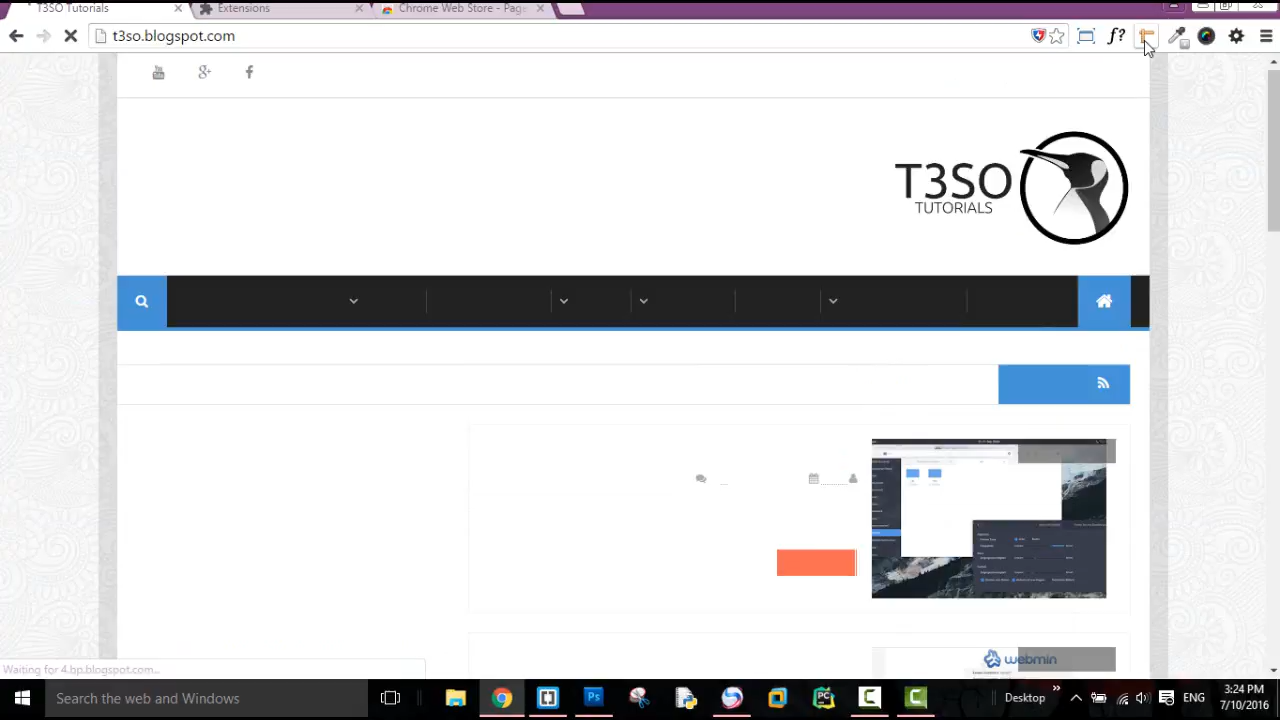 T3SO Tutorials
Extensions
Chrome Web Store - Page
t3so.blogspot.com
f?
T3SO
TUTORIALS
webmin
Waiting for 4.bp.blogspot.com...
Search the web and Windows
Desktop
ENG
3:24 PM
7/10/2016